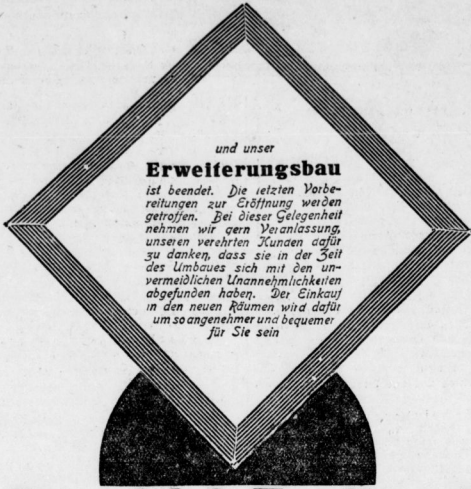 und unser
Erweiterungsbau
ist beendet. Die letzten Vorbe-
reitungen zur Eröffnung werden
getroffen. Bei dieser Gelegenheit
nehmen wir gern Veranlassung,
unseren verehrten Kunden dafür
zu danken, dass sie in der Zeit
des Umbaues sich mit den un-
vermeidlichen Unannehmlichkeiten
abgefunden haben. Der Einkauf
in den neuen Räumen wird dafür
um so angenehmer und bequemer
für Sie sein